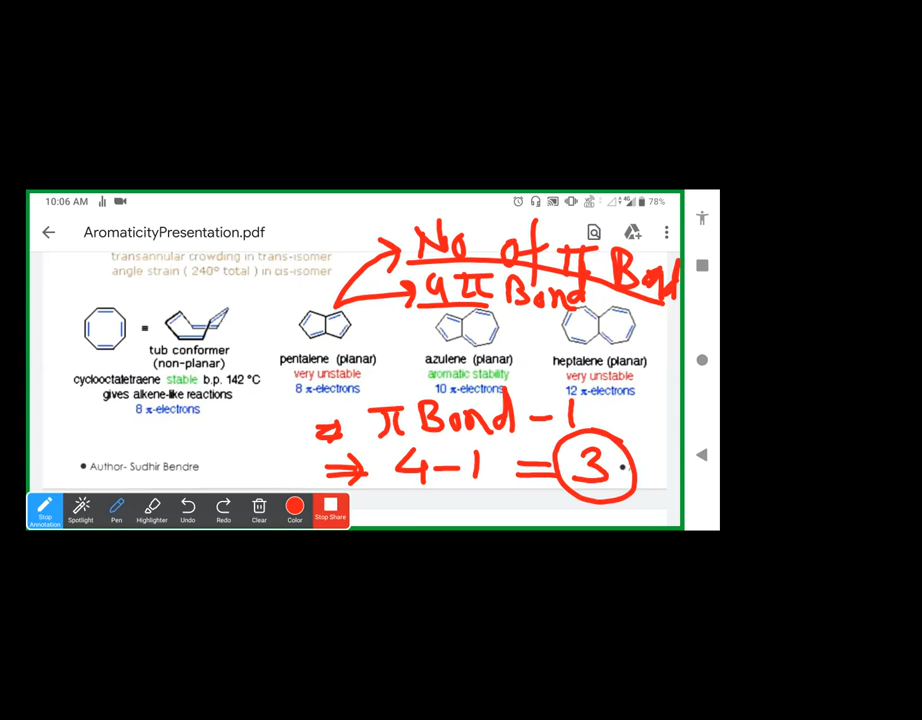 10:06 AM
78%
AromaticityPresentation.pdf
transannular crowding in trans-isomer
angle strain ( 240º total ) in cis-isomer
No of π Bond
4 π Bond
=
tub conformer
(non-planar)
cyclooctatetraene stable b.p. 142 °C
gives alkene-like reactions
8 π-electrons
pentalene (planar)
very unstable
8 π-electrons
azulene (planar)
aromatic stability
10 π-electrons
heptalene (planar)
very unstable
12 π-electrons
⇒ π Bond - 1
⇒ 4 - 1 = 3
• Author- Sudhir Bendre
Stop Annotation
Spotlight
Pen
Highlighter
Undo
Redo
Clear
Color
Stop Share